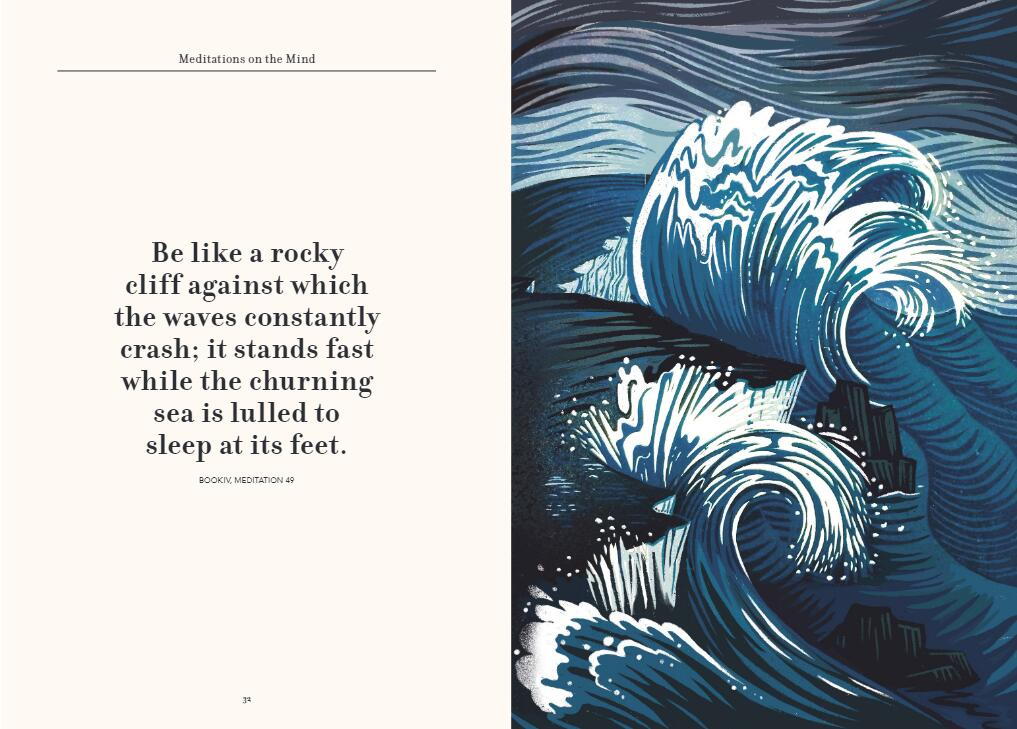 Meditations on the Mind
Be like a rocky
cliff against which
the waves constantly
crash; it stands fast
while the churning
sea is lulled to
sleep at its feet.
BOOKIV, MEDITATION 49
32